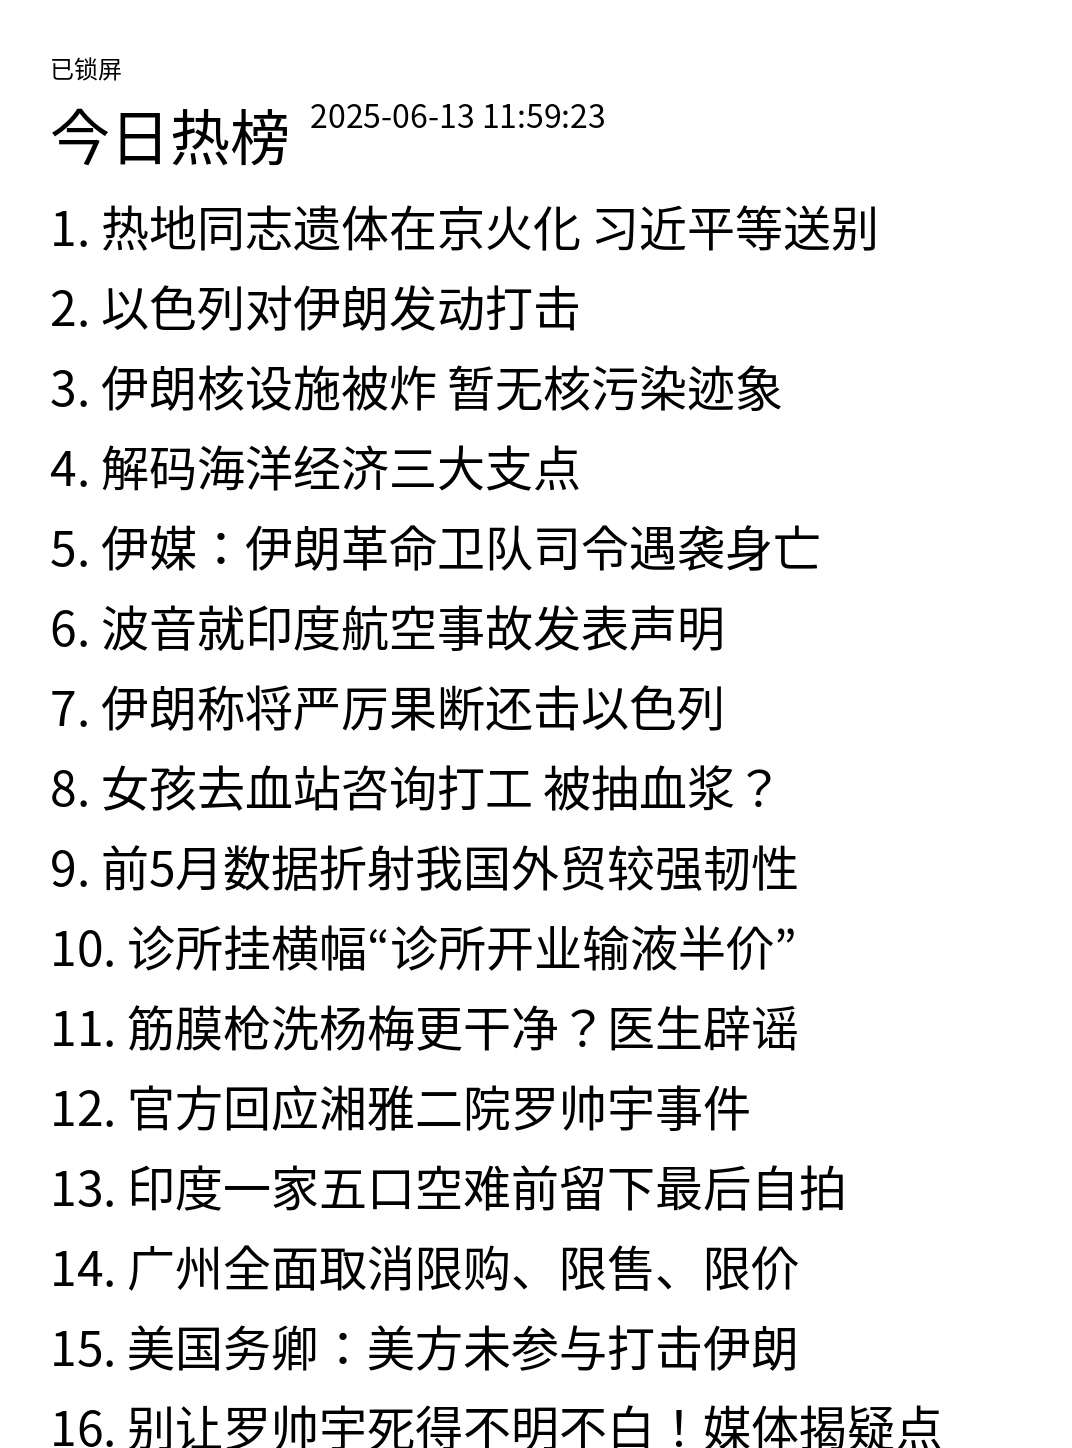 已锁屏
今日热榜 2025-06-13 11:59:23
1. 热地同志遗体在京火化 习近平等送别
2. 以色列对伊朗发动打击
3. 伊朗核设施被炸 暂无核污染迹象
4. 解码海洋经济三大支点
5. 伊媒：伊朗革命卫队司令遇袭身亡
6. 波音就印度航空事故发表声明
7. 伊朗称将严厉果断还击以色列
8. 女孩去血站咨询打工 被抽血浆？
9. 前5月数据折射我国外贸较强韧性
10. 诊所挂横幅“诊所开业输液半价”
11. 筋膜枪洗杨梅更干净？医生辟谣
12. 官方回应湘雅二院罗帅宇事件
13. 印度一家五口空难前留下最后自拍
14. 广州全面取消限购、限售、限价
15. 美国务卿：美方未参与打击伊朗
16. 别让罗帅宇死得不明不白！媒体揭疑点